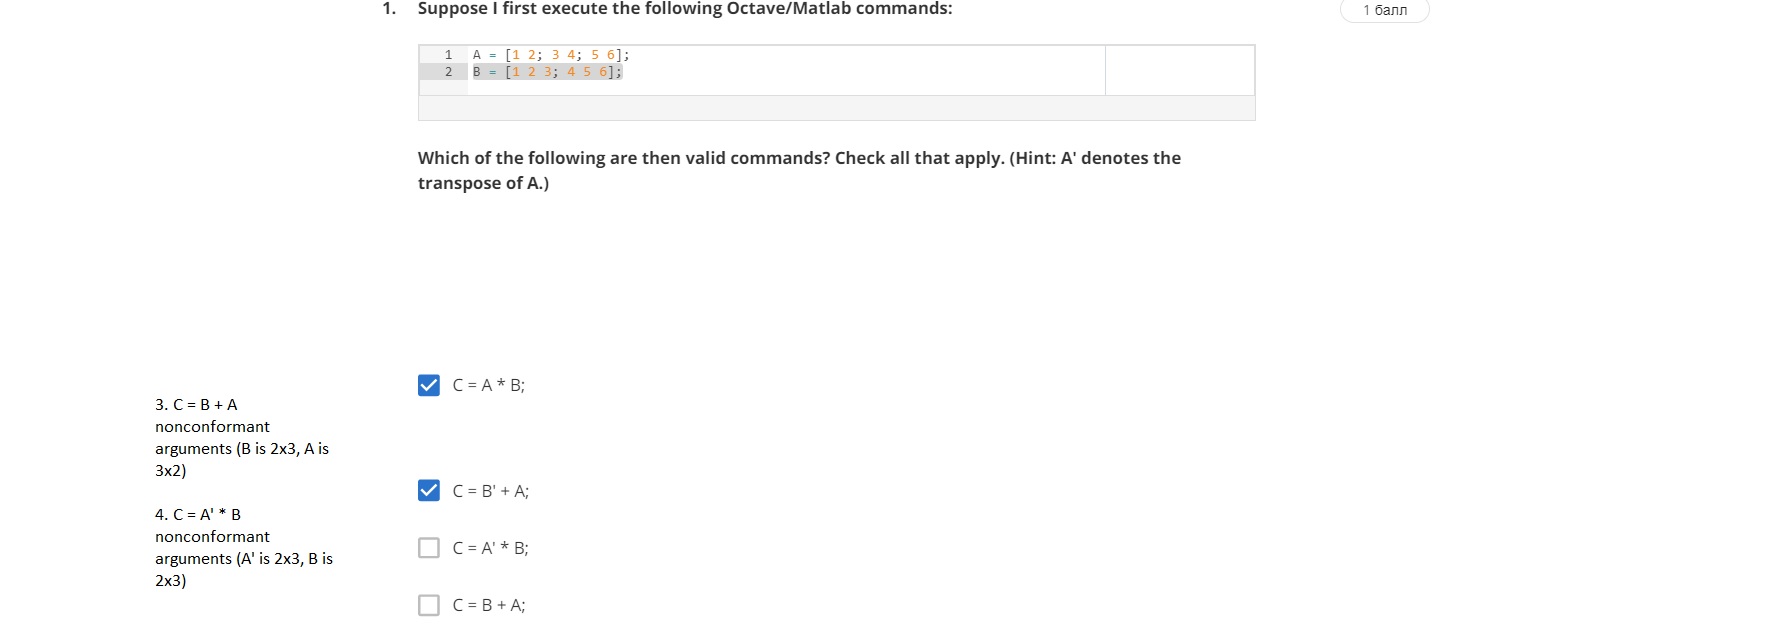 1. Suppose I first execute the following Octave/Matlab commands:
1 балл
1 A = [1 2; 3 4; 5 6];
2 B = [1 2 3; 4 5 6];
Which of the following are then valid commands? Check all that apply. (Hint: A' denotes the
transpose of A.)
C = A * B;
3. C = B + A
nonconformant
arguments (B is 2x3, A is
3x2)
C = B' + A;
4. C = A' * B
nonconformant
arguments (A' is 2x3, B is
2x3)
C = A' * B;
C = B + A;